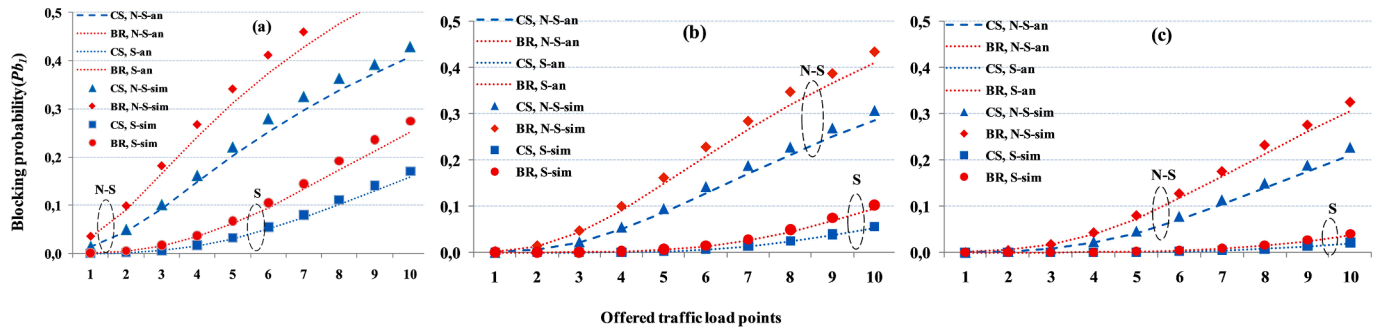 Blocking probability (Pb₁)
0,5
0,4
0,3
0,2
0,1
0,0
CS, N-S-an
BR, N-S-an
CS, S-an
BR, S-an
CS, N-S-sim
BR, N-S-sim
CS, S-sim
BR, S-sim
(a)
N-S
S
1 2 3 4 5 6 7 8 9 10
0,5
0,4
0,3
0,2
0,1
0,0
CS, N-S-an
BR, N-S-an
CS, S-an
BR, S-an
CS, N-S-sim
BR, N-S-sim
CS, S-sim
BR, S-sim
(b)
N-S
S
1 2 3 4 5 6 7 8 9 10
0,5
0,4
0,3
0,2
0,1
0,0
CS, N-S-an
BR, N-S-an
CS, S-an
BR, S-an
CS, N-S-sim
BR, N-S-sim
CS, S-sim
BR, S-sim
(c)
N-S
S
1 2 3 4 5 6 7 8 9 10
Offered traffic load points